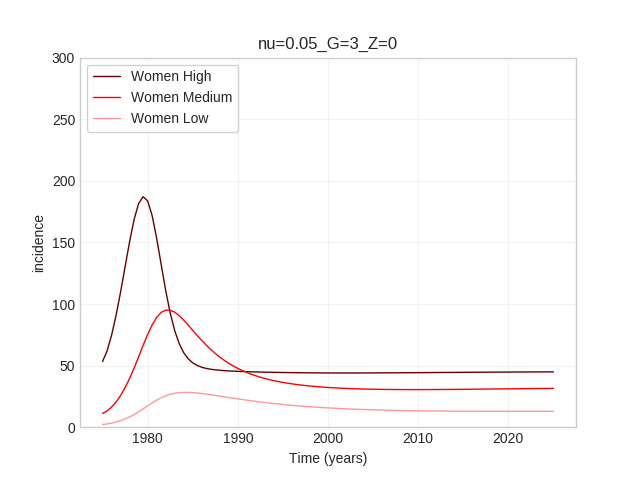 nu=0.05_G=3_Z=0
300
250
200
150
100
50
0
incidence
Women High
Women Medium
Women Low
1980 1990 2000 2010 2020
Time (years)